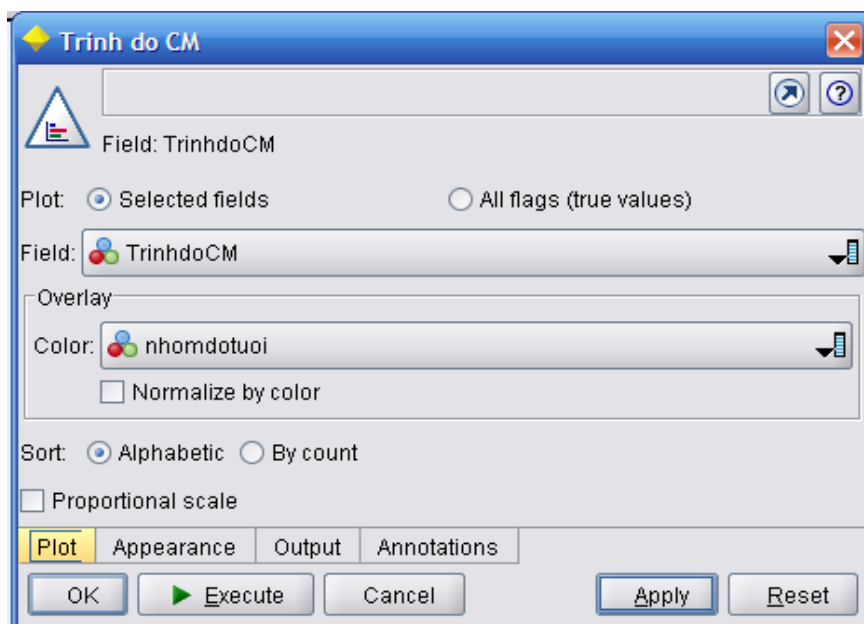 Trinh do CM
Field: TrinhdoCM
Plot: Selected fields All flags (true values)
Field: TrinhdoCM
Overlay
Color: nhomdotuoi
Normalize by color
Sort: Alphabetic By count
Proportional scale
Plot Appearance Output Annotations
OK Execute Cancel Apply Reset